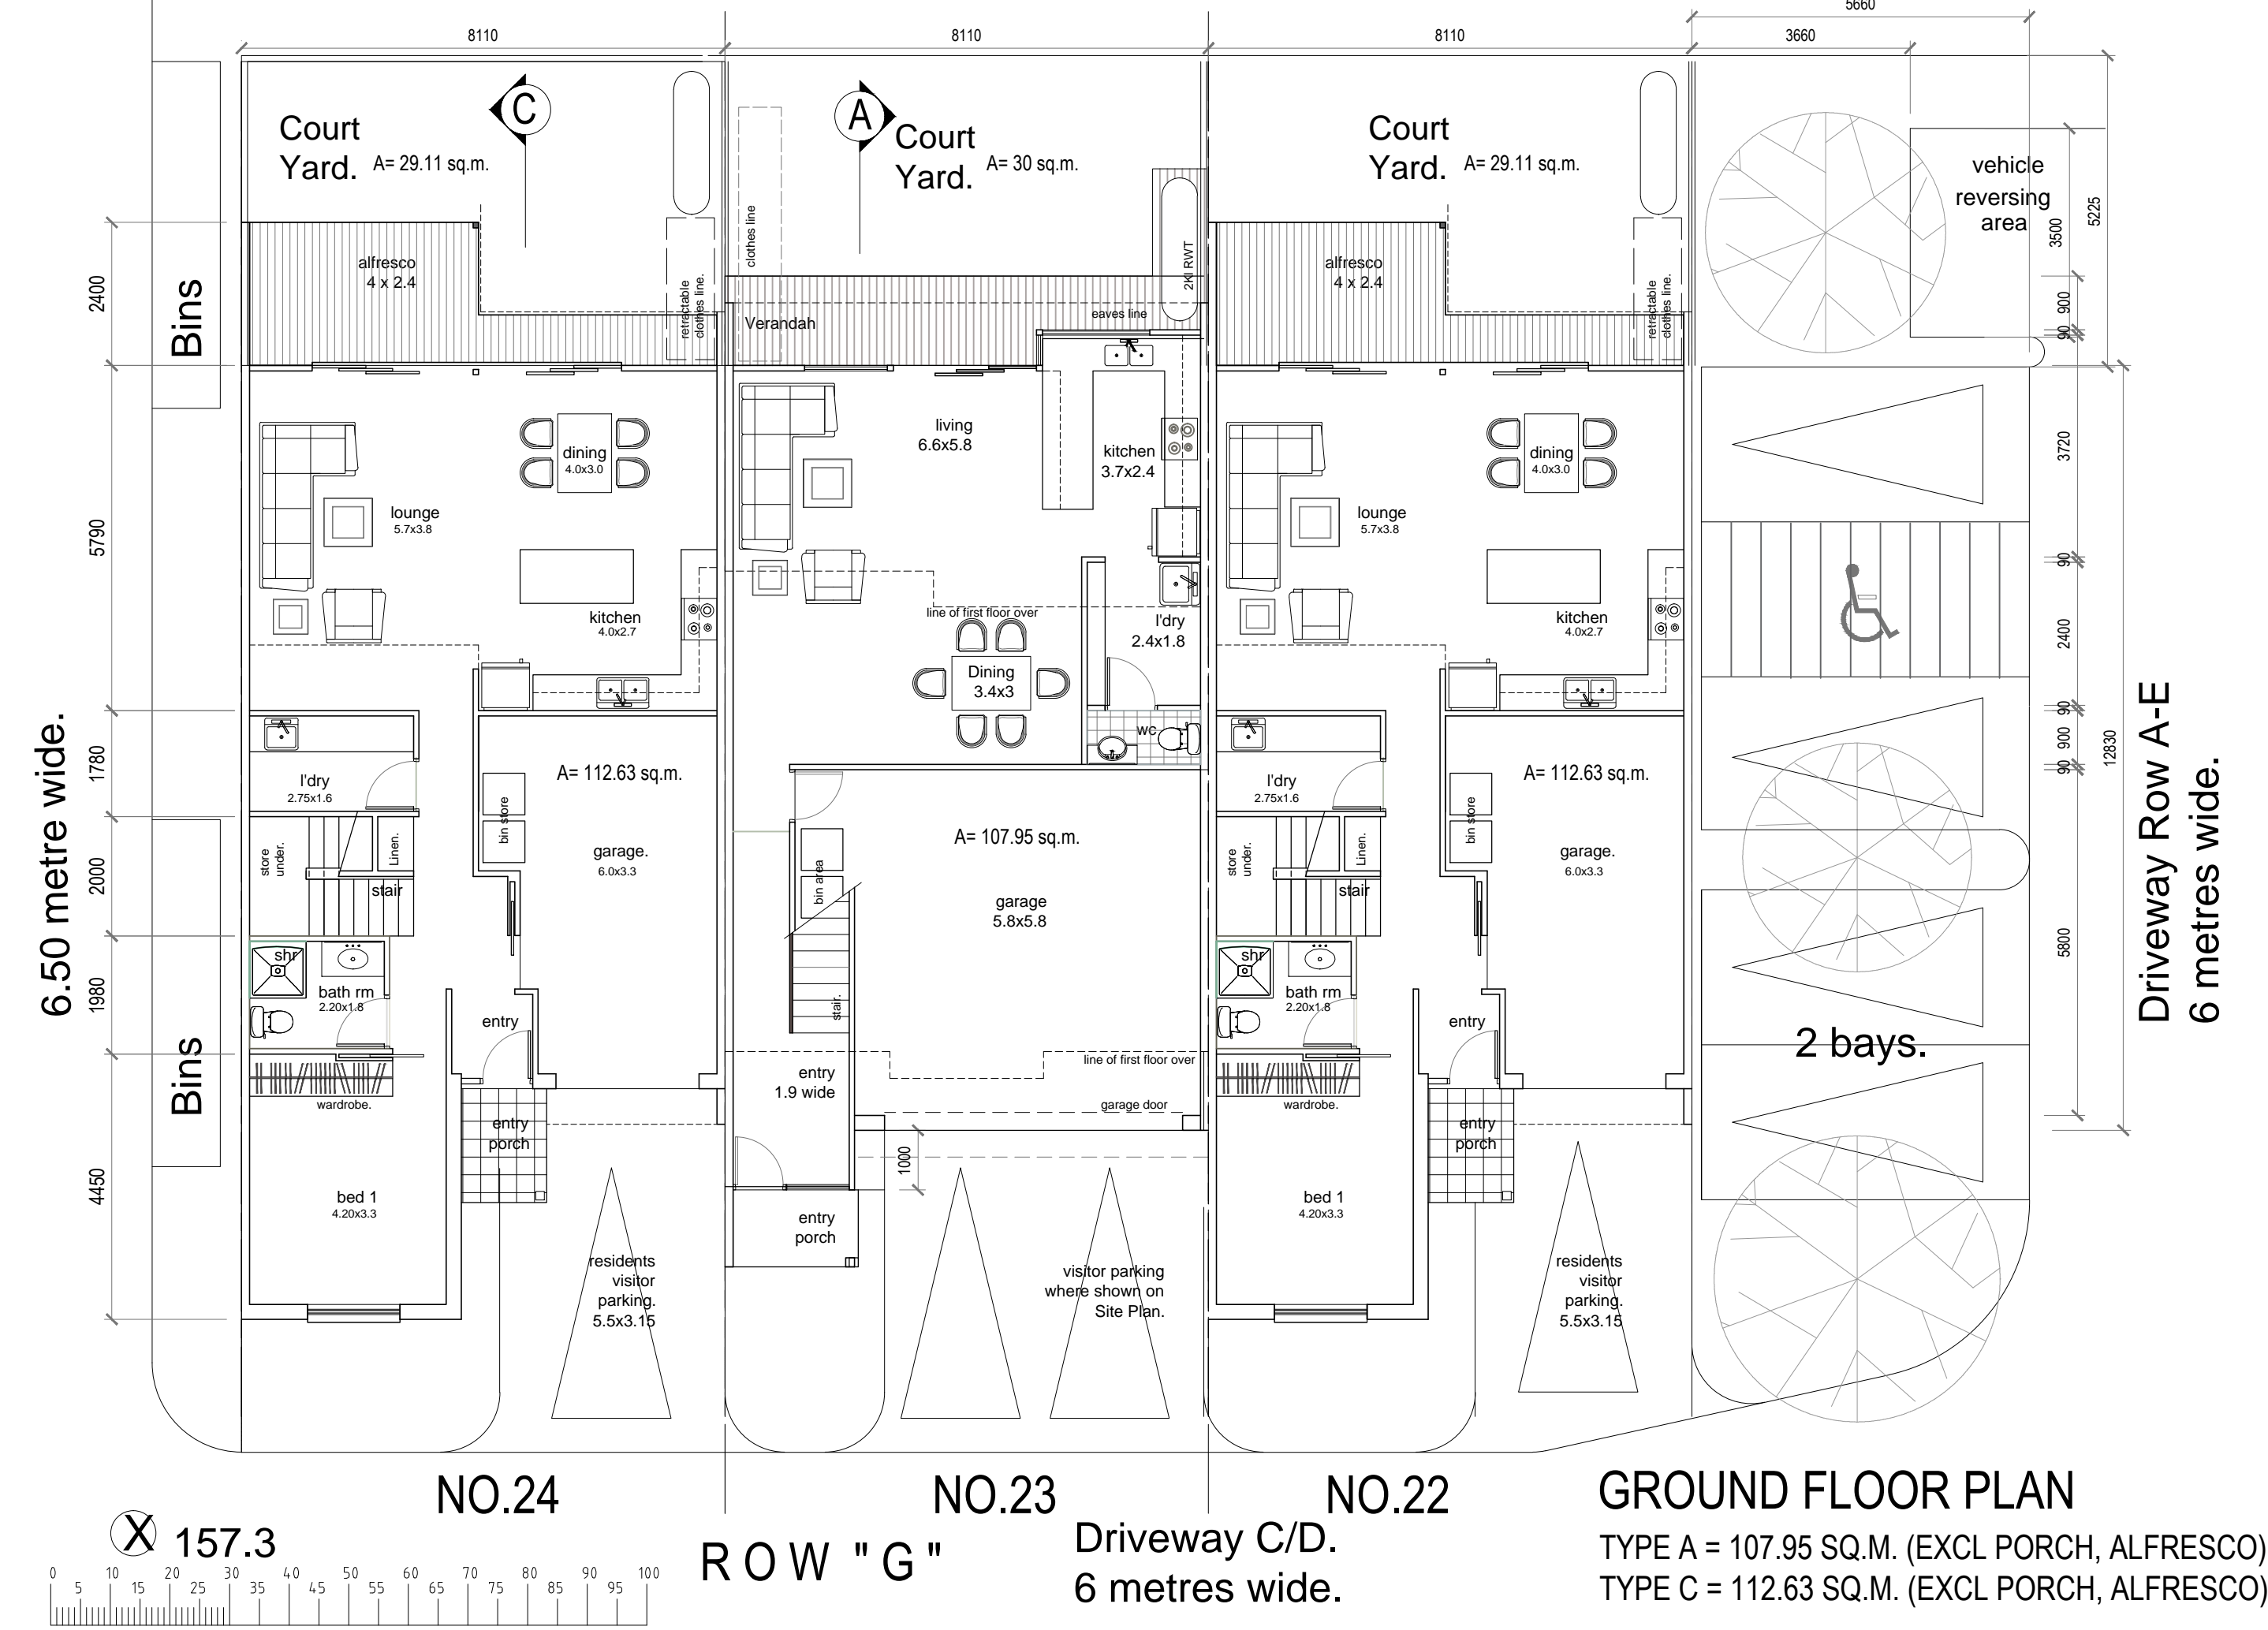 5660
8110
8110
8110
3660
C
A
Court
Yard. A= 29.11 sq.m.
Court
Yard. A= 30 sq.m.
Court
Yard. A= 29.11 sq.m.
vehicle
reversing
area
3500
5225
clothes line
2Kl RWT
alfresco
4 x 2.4
retractable
clothes line.
Verandah
eaves line
alfresco
4 x 2.4
retractable
clothes line.
2400
Bins
900
90
living
6.6x5.8
kitchen
3.7x2.4
dining
4.0x3.0
dining
4.0x3.0
3720
lounge
5.7x3.8
lounge
5.7x3.8
5790
90
line of first floor over
kitchen
4.0x2.7
l'dry
2.4x1.8
kitchen
4.0x2.7
2400
Dining
3.4x3
wc
90
900
90
6.50 metre wide.
1780
l'dry
2.75x1.6
A= 112.63 sq.m.
bin store
l'dry
2.75x1.6
A= 112.63 sq.m.
bin store
12830
Driveway Row A-E
6 metres wide.
2000
store
under.
Linen.
stair
garage.
6.0x3.3
A= 107.95 sq.m.
bin area
garage
5.8x5.8
store
under.
Linen.
stair
garage.
6.0x3.3
5800
1980
shr
bath rm
2.20x1.8
entry
stair.
shr
bath rm
2.20x1.8
entry
2 bays.
Bins
wardrobe.
entry
1.9 wide
line of first floor over
garage door
wardrobe.
entry
porch
1000
entry
porch
4450
bed 1
4.20x3.3
entry
porch
bed 1
4.20x3.3
residents
visitor
parking.
5.5x3.15
visitor parking
where shown on
Site Plan.
residents
visitor
parking.
5.5x3.15
NO.24
NO.23
NO.22
GROUND FLOOR PLAN
X 157.3
ROW "G"
Driveway C/D.
6 metres wide.
TYPE A = 107.95 SQ.M. (EXCL PORCH, ALFRESCO)
TYPE C = 112.63 SQ.M. (EXCL PORCH, ALFRESCO)
0 10 20 30 40 50 60 70 80 90 100
5 15 25 35 45 55 65 75 85 95